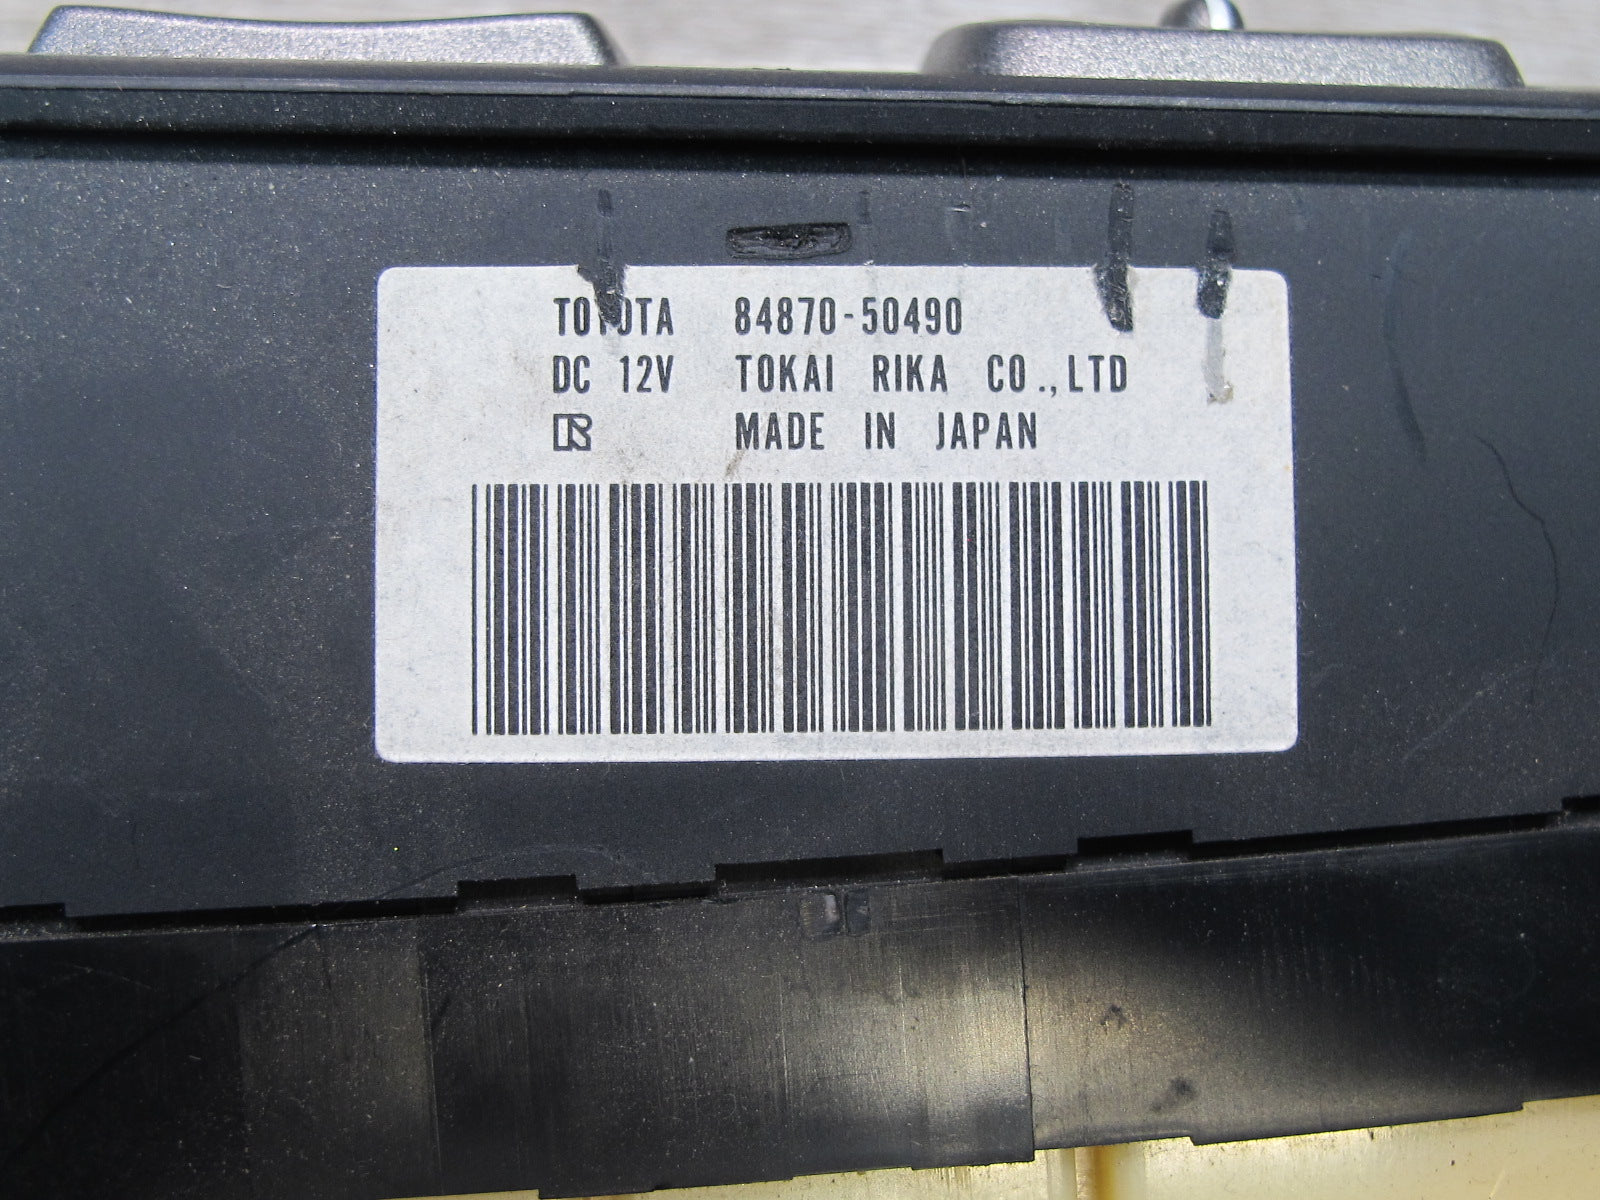 TOYOTA 84870-50490
DC 12V TOKAI RIKA CO.,LTD
MADE IN JAPAN